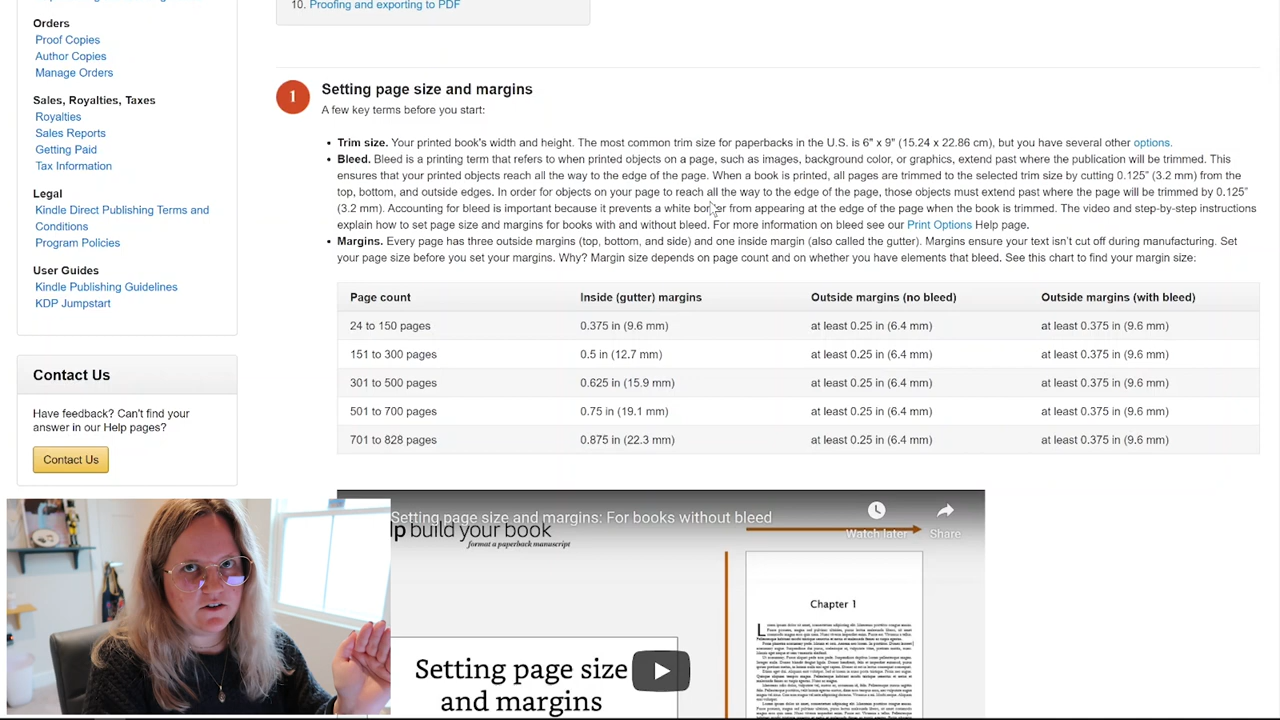 Orders
Proof Copies
Author Copies
Manage Orders
Sales, Royalties, Taxes
Royalties
Sales Reports
Getting Paid
Tax Information
Legal
Kindle Direct Publishing Terms and
Conditions
Program Policies
User Guides
Kindle Publishing Guidelines
KDP Jumpstart
Contact Us
Have feedback? Can't find your
answer in our Help pages?
Contact Us
10. Proofing and exporting to PDF
1
Setting page size and margins
A few key terms before you start:
• Trim size. Your printed book's width and height. The most common trim size for paperbacks in the U.S. is 6" x 9" (15.24 x 22.86 cm), but you have several other options.
• Bleed. Bleed is a printing term that refers to when printed objects on a page, such as images, background color, or graphics, extend past where the publication will be trimmed. This
ensures that your printed objects reach all the way to the edge of the page. When a book is printed, all pages are trimmed to the selected trim size by cutting 0.125" (3.2 mm) from the
top, bottom, and outside edges. In order for objects on your page to reach all the way to the edge of the page, those objects must extend past where the page will be trimmed by 0.125"
(3.2 mm). Accounting for bleed is important because it prevents a white border from appearing at the edge of the page when the book is trimmed. The video and step-by-step instructions
explain how to set page size and margins for books with and without bleed. For more information on bleed see our Print Options Help page.
• Margins. Every page has three outside margins (top, bottom, and side) and one inside margin (also called the gutter). Margins ensure your text isn't cut off during manufacturing. Set
your page size before you set your margins. Why? Margin size depends on page count and on whether you have elements that bleed. See this chart to find your margin size:
Page count Inside (gutter) margins Outside margins (no bleed) Outside margins (with bleed)
24 to 150 pages 0.375 in (9.6 mm) at least 0.25 in (6.4 mm) at least 0.375 in (9.6 mm)
151 to 300 pages 0.5 in (12.7 mm) at least 0.25 in (6.4 mm) at least 0.375 in (9.6 mm)
301 to 500 pages 0.625 in (15.9 mm) at least 0.25 in (6.4 mm) at least 0.375 in (9.6 mm)
501 to 700 pages 0.75 in (19.1 mm) at least 0.25 in (6.4 mm) at least 0.375 in (9.6 mm)
701 to 828 pages 0.875 in (22.3 mm) at least 0.25 in (6.4 mm) at least 0.375 in (9.6 mm)
Setting page size and margins: For books without bleed
build your book
format a paperback manuscript
Watch later
Share
Chapter 1
Setting page size
and margins